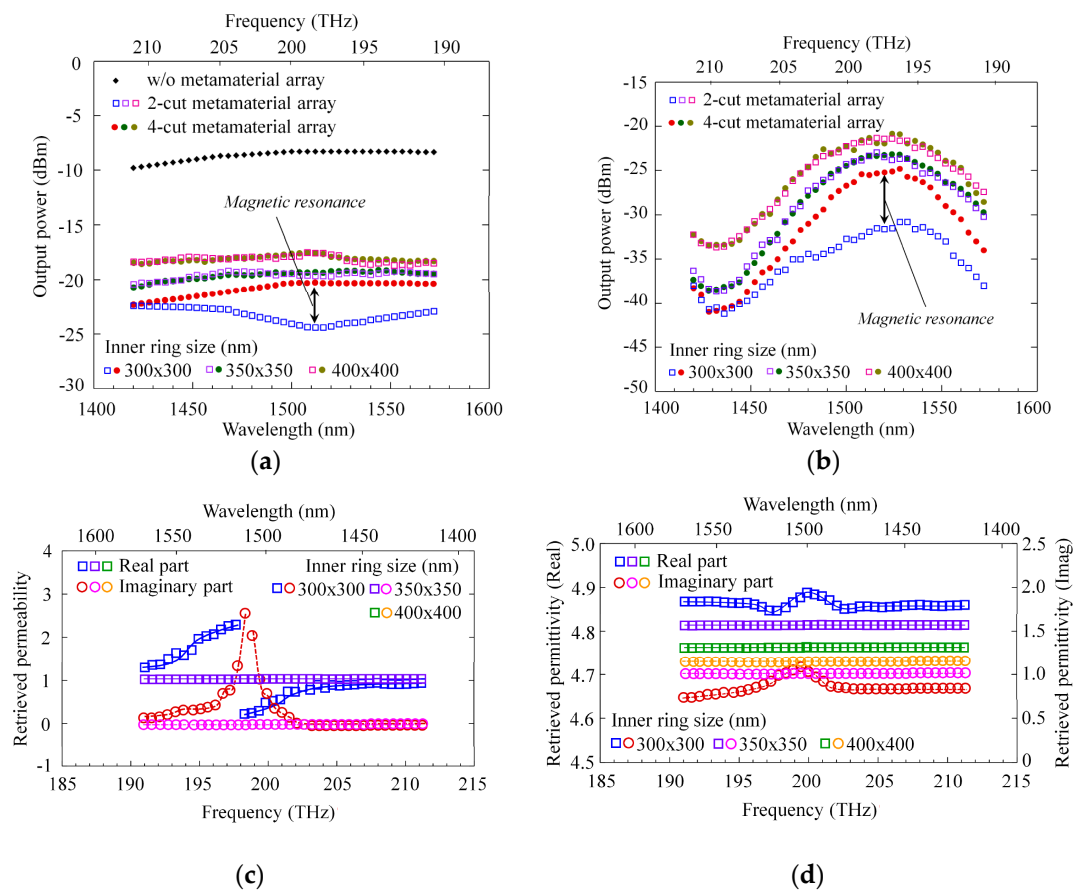 (a)
Frequency (THz)
210 205 200 195 190
0
-5
-10
-15
-20
-25
-30
Output power (dBm)
w/o metamaterial array
2-cut metamaterial array
4-cut metamaterial array
Magnetic resonance
Inner ring size (nm)
300x300 350x350 400x400
1400 1450 1500 1550 1600
Wavelength (nm)
(a)
(b)
Frequency (THz)
210 205 200 195 190
-15
-20
-25
-30
-35
-40
-45
-50
Output power (dBm)
2-cut metamaterial array
4-cut metamaterial array
Magnetic resonance
Inner ring size (nm)
300x300 350x350 400x400
1400 1450 1500 1550 1600
Wavelength (nm)
(b)
Wavelength (nm)
1600 1550 1500 1450 1400
4
3
2
1
0
-1
Retrieved permeability
Real part
Imaginary part
Inner ring size (nm)
300x300 350x350
400x400
185 190 195 200 205 210 215
Frequency (THz)
(c)
Wavelength (nm)
1600 1550 1500 1450 1400
5.0
4.9
4.8
4.7
4.6
4.5
Retrieved permittivity (Real)
2.5
2.0
1.5
1.0
0.5
0
Retrieved permittivity (Imag)
Real part
Imaginary part
Inner ring size (nm)
300x300 350x350 400x400
185 190 195 200 205 210 215
Frequency (THz)
(d)